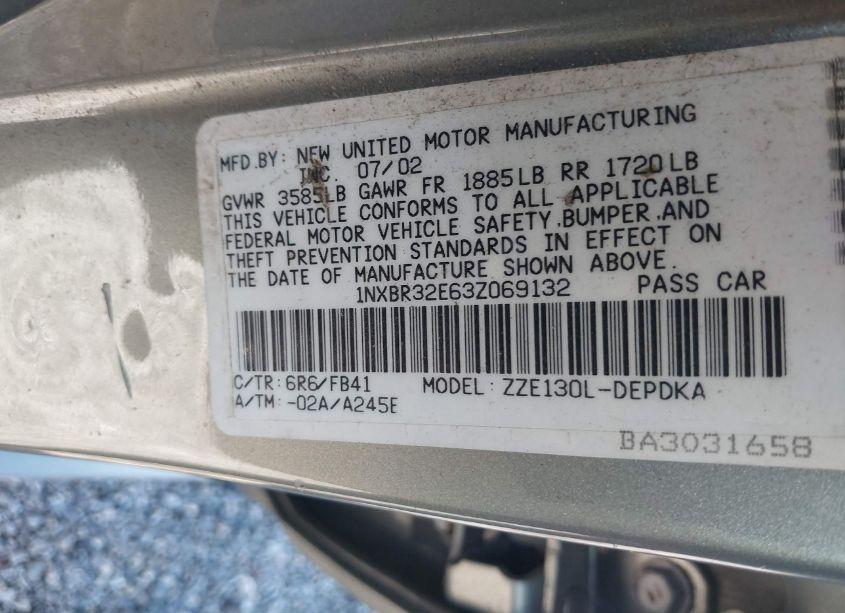 MFD.BY: NEW UNITED MOTOR MANUFACTURING
INC. 07/02
GVWR 3585LB GAWR FR 1885LB RR 1720LB
THIS VEHICLE CONFORMS TO ALL APPLICABLE
FEDERAL MOTOR VEHICLE SAFETY,BUMPER,AND
THEFT PREVENTION STANDARDS IN EFFECT ON
THE DATE OF MANUFACTURE SHOWN ABOVE.
1NXBR32E63Z069132 PASS CAR
C/TR: 6R6/FB41 MODEL: ZZE130L-DEPDKA
A/TM: -02A/A245E
BA3031658